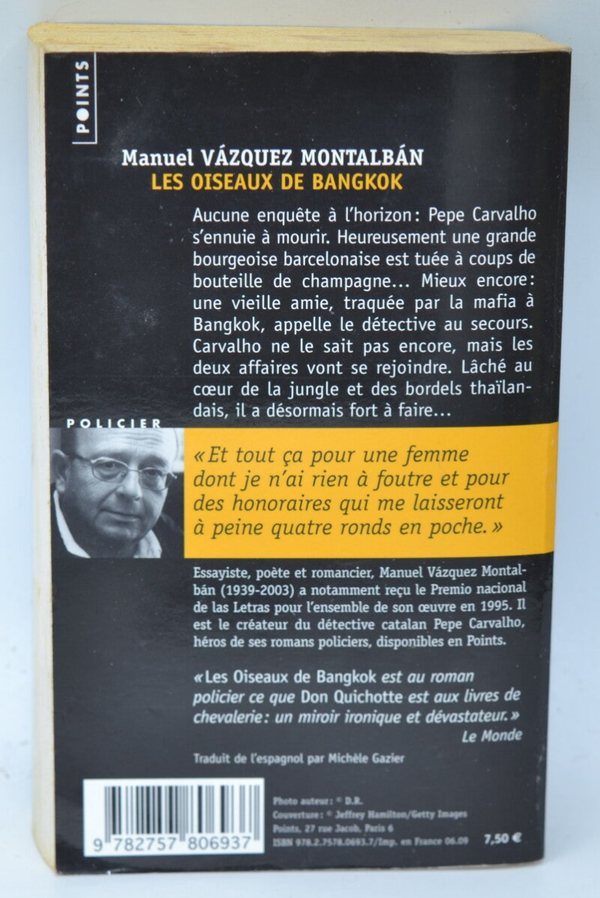 POINTS
Manuel VÁZQUEZ MONTALBÁN
LES OISEAUX DE BANGKOK
Aucune enquête à l'horizon : Pepe Carvalho
s'ennuie à mourir. Heureusement une grande
bourgeoise barcelonaise est tuée à coups de
bouteille de champagne... Mieux encore :
une vieille amie, traquée par la mafia à
Bangkok, appelle le détective au secours.
Carvalho ne le sait pas encore, mais les
deux affaires vont se rejoindre. Lâché au
cœur de la jungle et des bordels thaïlan-
dais, il a désormais fort à faire...
POLICIER
« Et tout ça pour une femme
dont je n'ai rien à foutre et pour
des honoraires qui me laisseront
à peine quatre ronds en poche. »
Essayiste, poète et romancier, Manuel Vázquez Montal-
bán (1939-2003) a notamment reçu le Premio nacional
de las Letras pour l'ensemble de son œuvre en 1995. Il
est le créateur du détective catalan Pepe Carvalho,
héros de ses romans policiers, disponibles en Points.
« Les Oiseaux de Bangkok est au roman
policier ce que Don Quichotte est aux livres de
chevalerie : un miroir ironique et dévastateur. »
Le Monde
Traduit de l'espagnol par Michèle Gazier
Photo auteur : © D.R.
Couverture : © Jeffrey Hamilton/Getty Images
Points, 27 rue Jacob, Paris 6
ISBN 978.2.7578.0693.7/Imp. en France 06.09
7,50 €
9 782757 806937